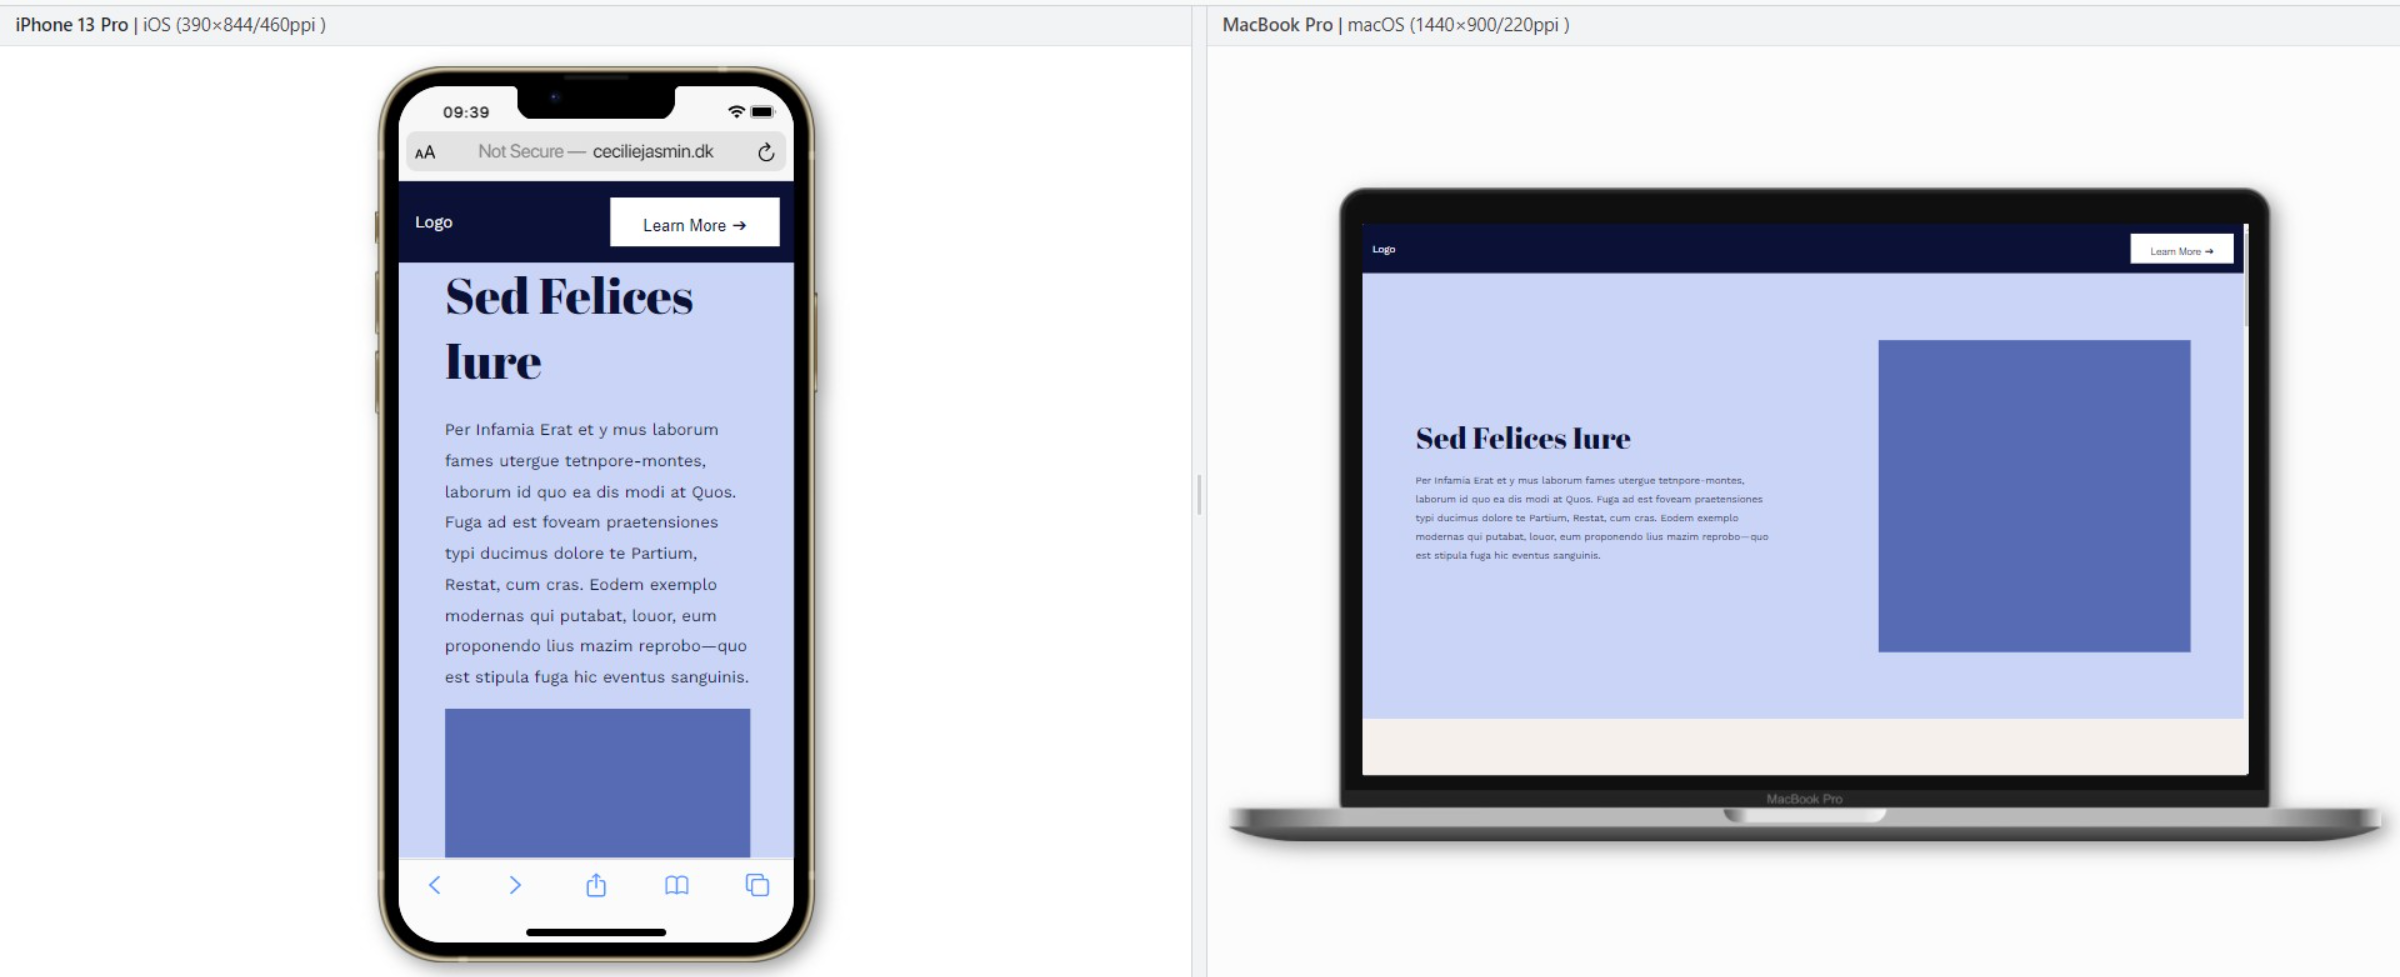 iPhone 13 Pro | iOS (390×844/460ppi )
09:39
AA Not Secure — ceciliejasmin.dk
Logo
Learn More →
Sed Felices
Iure
Per Infamia Erat et y mus laborum
fames utergue tetnpore-montes,
laborum id quo ea dis modi at Quos.
Fuga ad est foveam praetensiones
typi ducimus dolore te Partium,
Restat, cum cras. Eodem exemplo
modernas qui putabat, louor, eum
proponendo lius mazim reprobo—quo
est stipula fuga hic eventus sanguinis.
MacBook Pro | macOS (1440×900/220ppi )
Logo
Learn More →
Sed Felices Iure
Per Infamia Erat et y mus laborum fames utergue tetnpore-montes,
laborum id quo ea dis modi at Quos. Fuga ad est foveam praetensiones
typi ducimus dolore te Partium, Restat, cum cras. Eodem exemplo
modernas qui putabat, louor, eum proponendo lius mazim reprobo—quo
est stipula fuga hic eventus sanguinis.
MacBook Pro